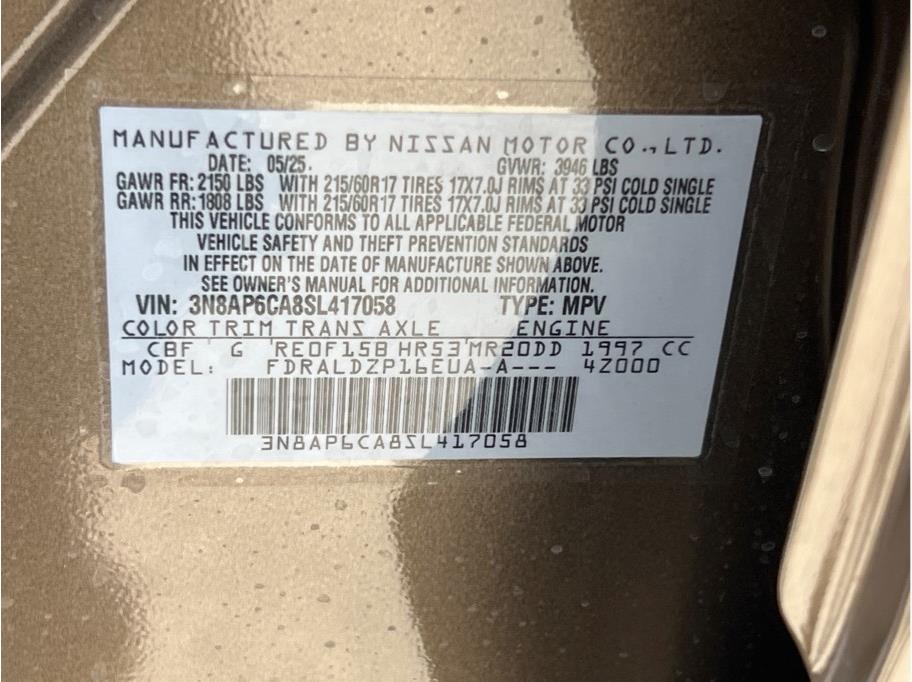 MANUFACTURED BY NISSAN MOTOR CO.,LTD.
DATE: 05/25. GVWR: 3946 LBS
GAWR FR: 2150 LBS WITH 215/60R17 TIRES 17X7.0J RIMS AT 33 PSI COLD SINGLE
GAWR RR: 1808 LBS WITH 215/60R17 TIRES 17X7.0J RIMS AT 33 PSI COLD SINGLE
THIS VEHICLE CONFORMS TO ALL APPLICABLE FEDERAL MOTOR
VEHICLE SAFETY AND THEFT PREVENTION STANDARDS
IN EFFECT ON THE DATE OF MANUFACTURE SHOWN ABOVE.
SEE OWNER'S MANUAL FOR ADDITIONAL INFORMATION.
VIN: 3N8AP6CA8SL417058 TYPE: MPV
COLOR TRIM TRANS AXLE ENGINE
CBF G RE0F15B HR53 MR20DD 1997 CC
MODEL: FDRALDZP16EUA-A--- 4Z000
3N8AP6CA8SL417058